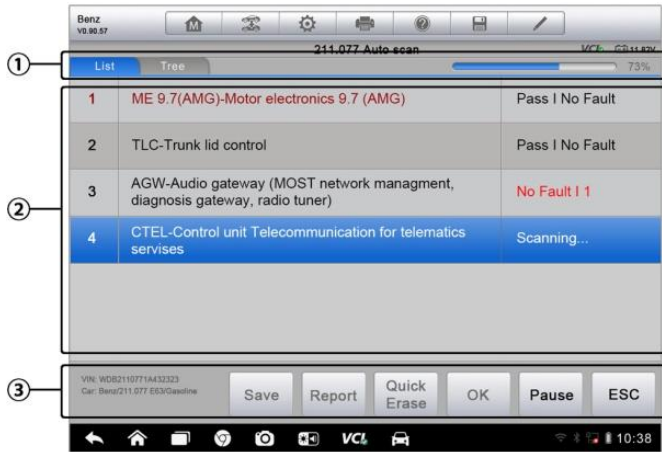 Benz
V0.90.57
211.077 Auto scan
VCI 11.82V
① List Tree 73%
②
1 ME 9.7(AMG)-Motor electronics 9.7 (AMG) Pass I No Fault
2 TLC-Trunk lid control Pass I No Fault
3 AGW-Audio gateway (MOST network managment,
diagnosis gateway, radio tuner) No Fault I 1
4 CTEL-Control unit Telecommunication for telematics
servises Scanning...
③
VIN: WDB2110771A432323
Car: Benz/211.077 E63/Gasoline
Save Report Quick
Erase OK Pause ESC
VCI 10:38